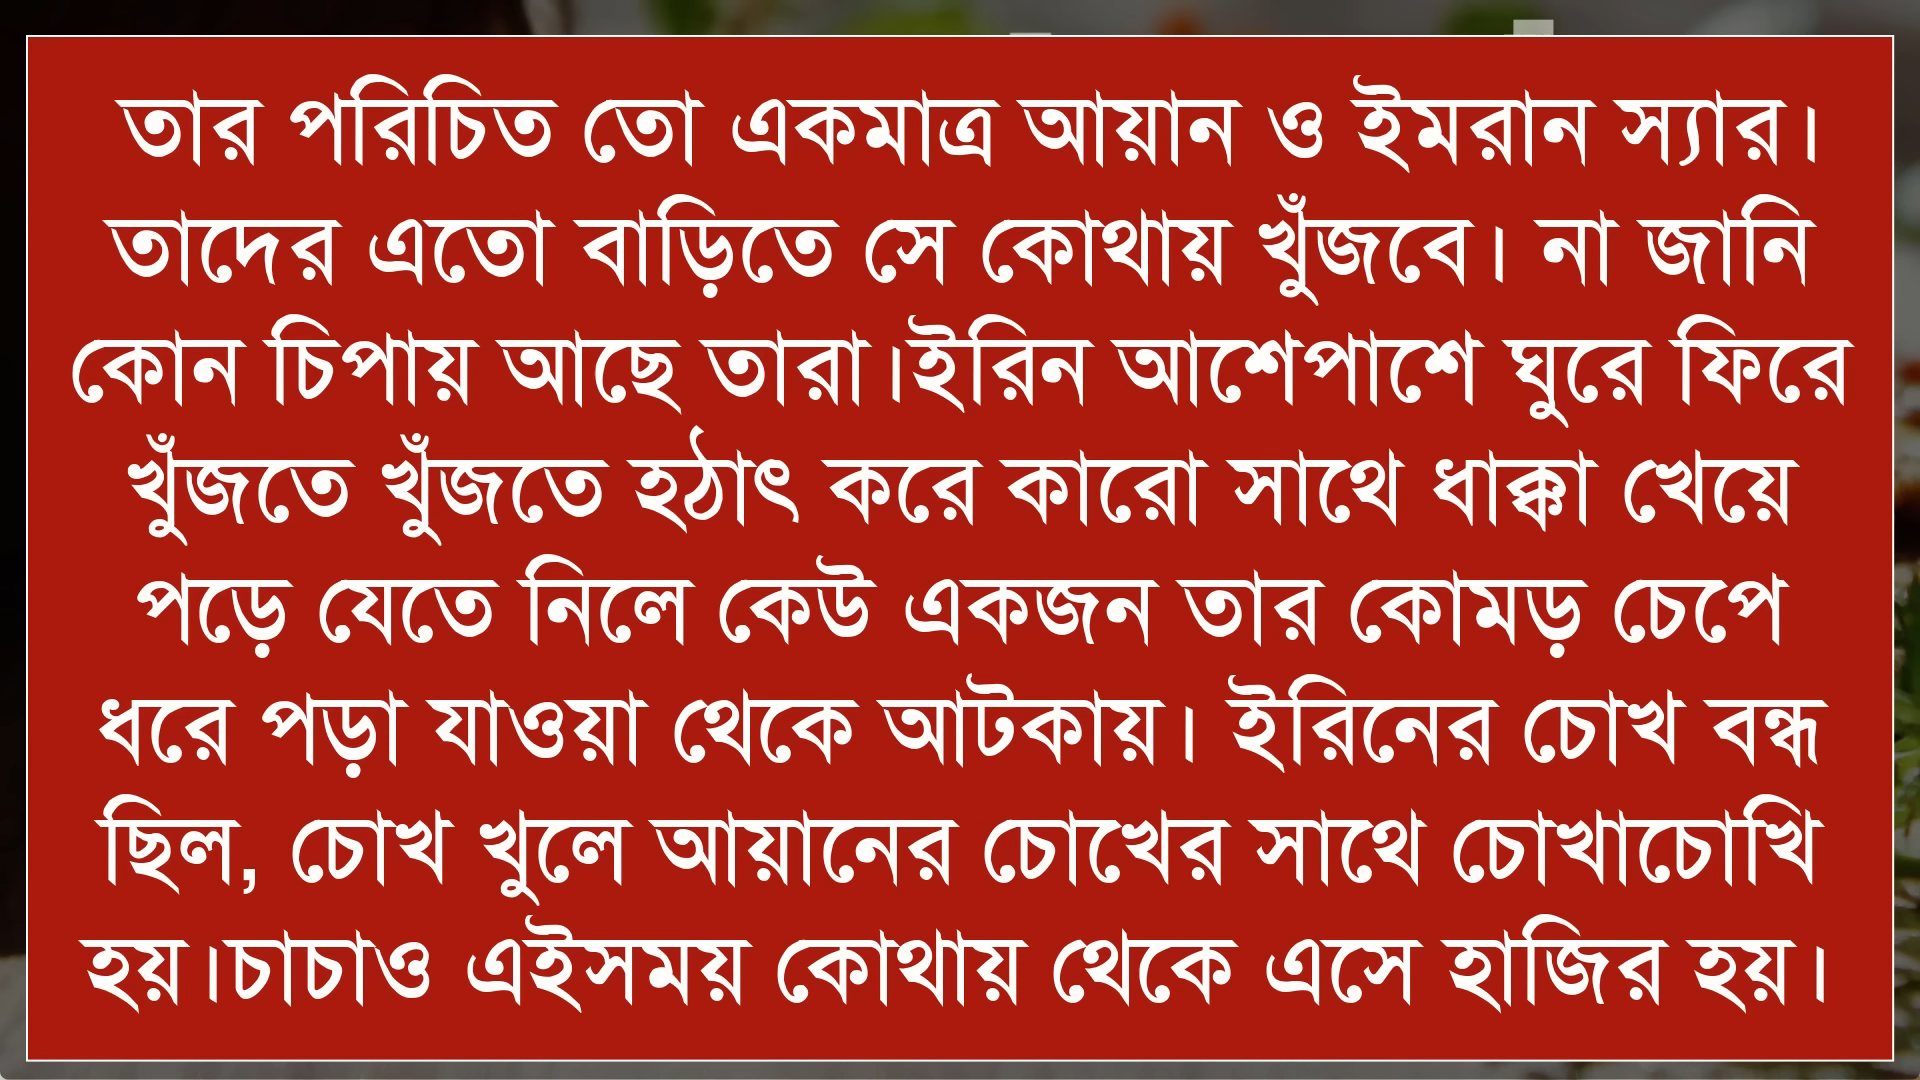 তার পরিচিত তো একমাত্র আয়ান ও ইমরান স্যার।
তাদের এতো বাড়িতে সে কোথায় খুঁজবে। না জানি
কোন চিপায় আছে তারা।ইরিন আশেপাশে ঘুরে ফিরে
খুঁজতে খুঁজতে হঠাৎ করে কারো সাথে ধাক্কা খেয়ে
পড়ে যেতে নিলে কেউ একজন তার কোমড় চেপে
ধরে পড়া যাওয়া থেকে আটকায়। ইরিনের চোখ বন্ধ
ছিল, চোখ খুলে আয়ানের চোখের সাথে চোখাচোখি
হয়।চাচাও এইসময় কোথায় থেকে এসে হাজির হয়।